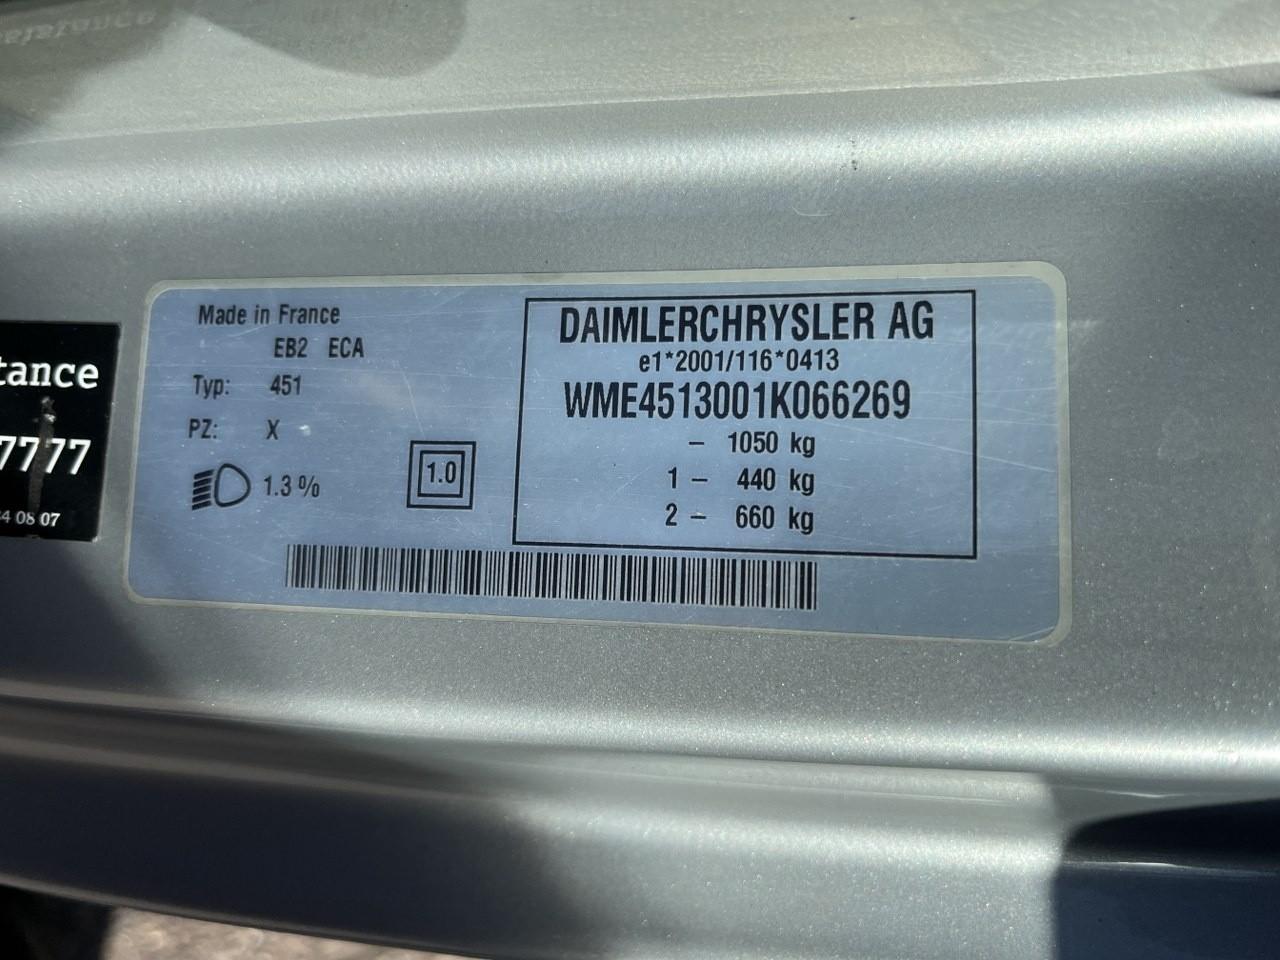 Made in France
EB2 ECA
Typ: 451
PZ: X
1.3 %
1.0
DAIMLERCHRYSLER AG
e1*2001/116*0413
WME4513001K066269
- 1050 kg
1 - 440 kg
2 - 660 kg
tance
7777
4 08 07